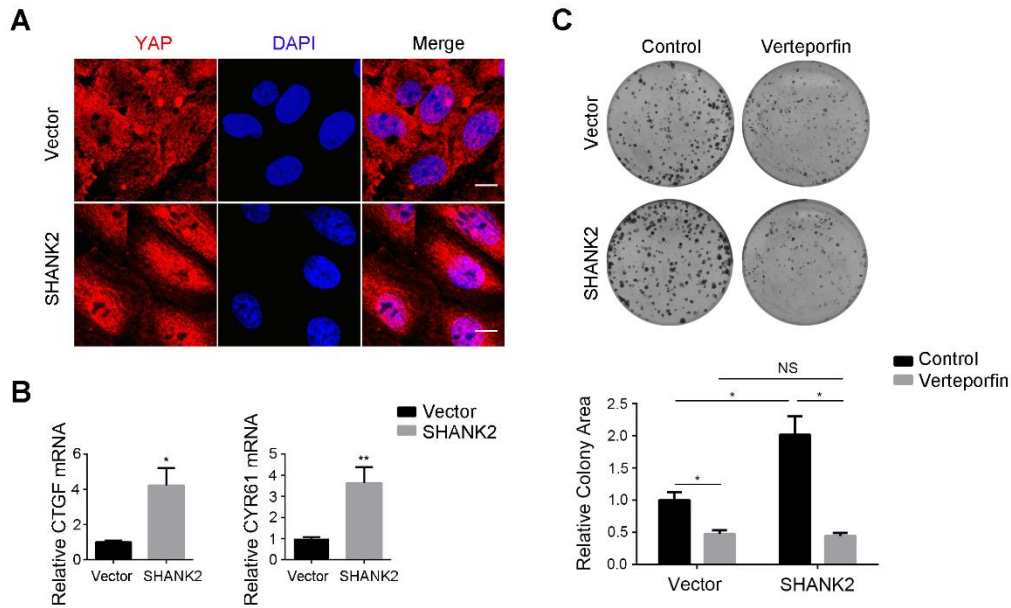 A
YAP
DAPI
Merge
Vector
SHANK2
B
Relative CTGF mRNA
6
4
2
0
*
Vector
SHANK2
Relative CYR61 mRNA
5
4
3
2
1
0
**
Vector
SHANK2
Vector
SHANK2
C
Control
Verteporfin
Vector
SHANK2
Control
Verteporfin
NS
*
*
*
Relative Colony Area
2.5
2.0
1.5
1.0
0.5
0.0
Vector
SHANK2